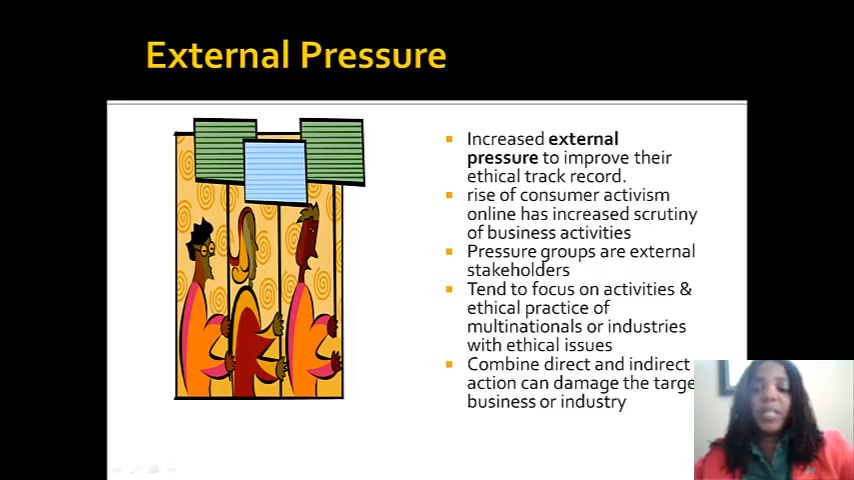 External Pressure
Increased external
pressure to improve their
ethical track record.
rise of consumer activism
online has increased scrutiny
of business activities
Pressure groups are external
stakeholders
Tend to focus on activities &
ethical practice of
multinationals or industries
with ethical issues
Combine direct and indirect
action can damage the targe
business or industry